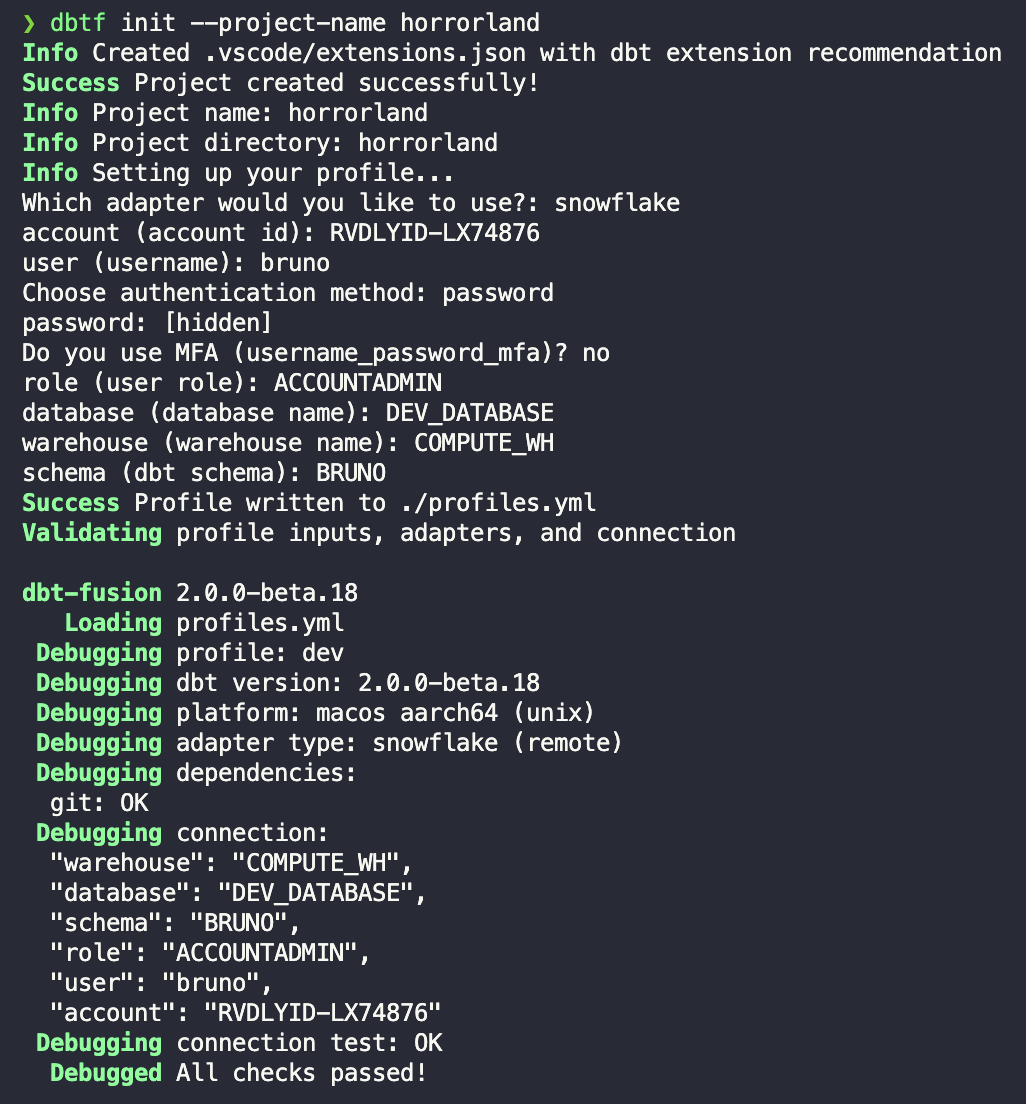 ❯ dbtf init --project-name horrorland
Info Created .vscode/extensions.json with dbt extension recommendation
Success Project created successfully!
Info Project name: horrorland
Info Project directory: horrorland
Info Setting up your profile...
Which adapter would you like to use?: snowflake
account (account id): RVDLYID-LX74876
user (username): bruno
Choose authentication method: password
password: [hidden]
Do you use MFA (username_password_mfa)? no
role (user role): ACCOUNTADMIN
database (database name): DEV_DATABASE
warehouse (warehouse name): COMPUTE_WH
schema (dbt schema): BRUNO
Success Profile written to ./profiles.yml
Validating profile inputs, adapters, and connection

dbt-fusion 2.0.0-beta.18
   Loading profiles.yml
 Debugging profile: dev
 Debugging dbt version: 2.0.0-beta.18
 Debugging platform: macos aarch64 (unix)
 Debugging adapter type: snowflake (remote)
 Debugging dependencies:
  git: OK
 Debugging connection:
  "warehouse": "COMPUTE_WH",
  "database": "DEV_DATABASE",
  "schema": "BRUNO",
  "role": "ACCOUNTADMIN",
  "user": "bruno",
  "account": "RVDLYID-LX74876"
 Debugging connection test: OK
  Debugged All checks passed!